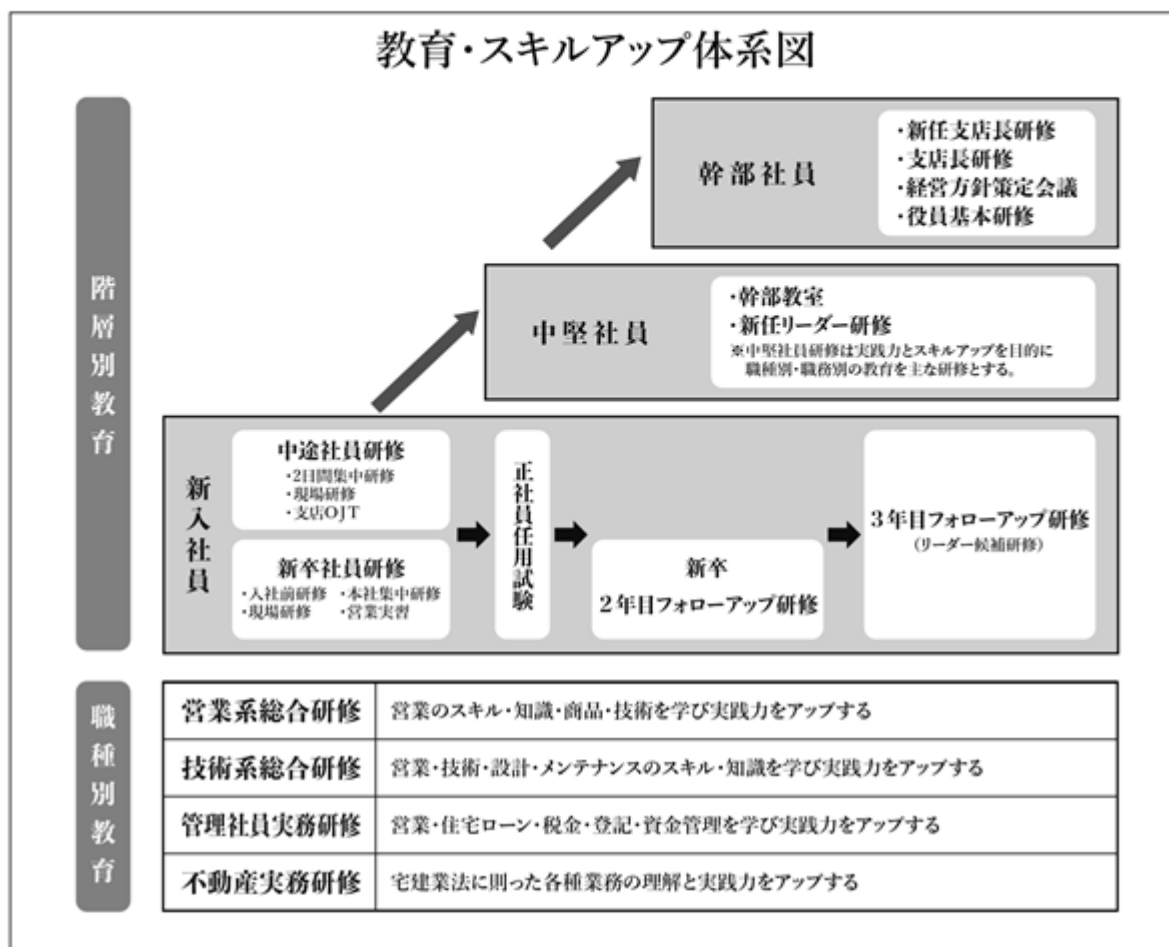 教育・スキルアップ体系図
階層別教育
幹部社員
・新任支店長研修
・支店長研修
・経営方針策定会議
・役員基本研修
中堅社員
・幹部教室
・新任リーダー研修
※中堅社員研修は実践力とスキルアップを目的に
職種別・職務別の教育を主な研修とする。
新入社員
中途社員研修
・2日間集中研修
・現場研修
・支店OJT
新卒社員研修
・入社前研修 ・本社集中研修
・現場研修 ・営業実習
正社員任用試験
新卒
2年目フォローアップ研修
3年目フォローアップ研修
(リーダー候補研修)
職種別教育
営業系総合研修 営業のスキル・知識・商品・技術を学び実践力をアップする
技術系総合研修 営業・技術・設計・メンテナンスのスキル・知識を学び実践力をアップする
管理社員実務研修 営業・住宅ローン・税金・登記・資金管理を学び実践力をアップする
不動産実務研修 宅建業法に則った各種業務の理解と実践力をアップする